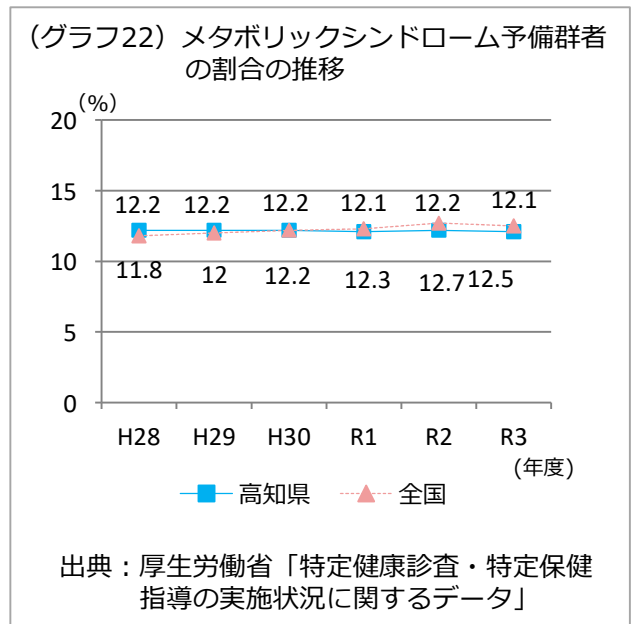 （グラフ22）メタボリックシンドローム予備群者
の割合の推移
（%）
20
15
10
5
0
12.2 12.2 12.2 12.1 12.2 12.1
11.8 12 12.2 12.3 12.7 12.5
H28 H29 H30 R1 R2 R3
(年度)
高知県 全国
出典：厚生労働省「特定健康診査・特定保健
指導の実施状況に関するデータ」